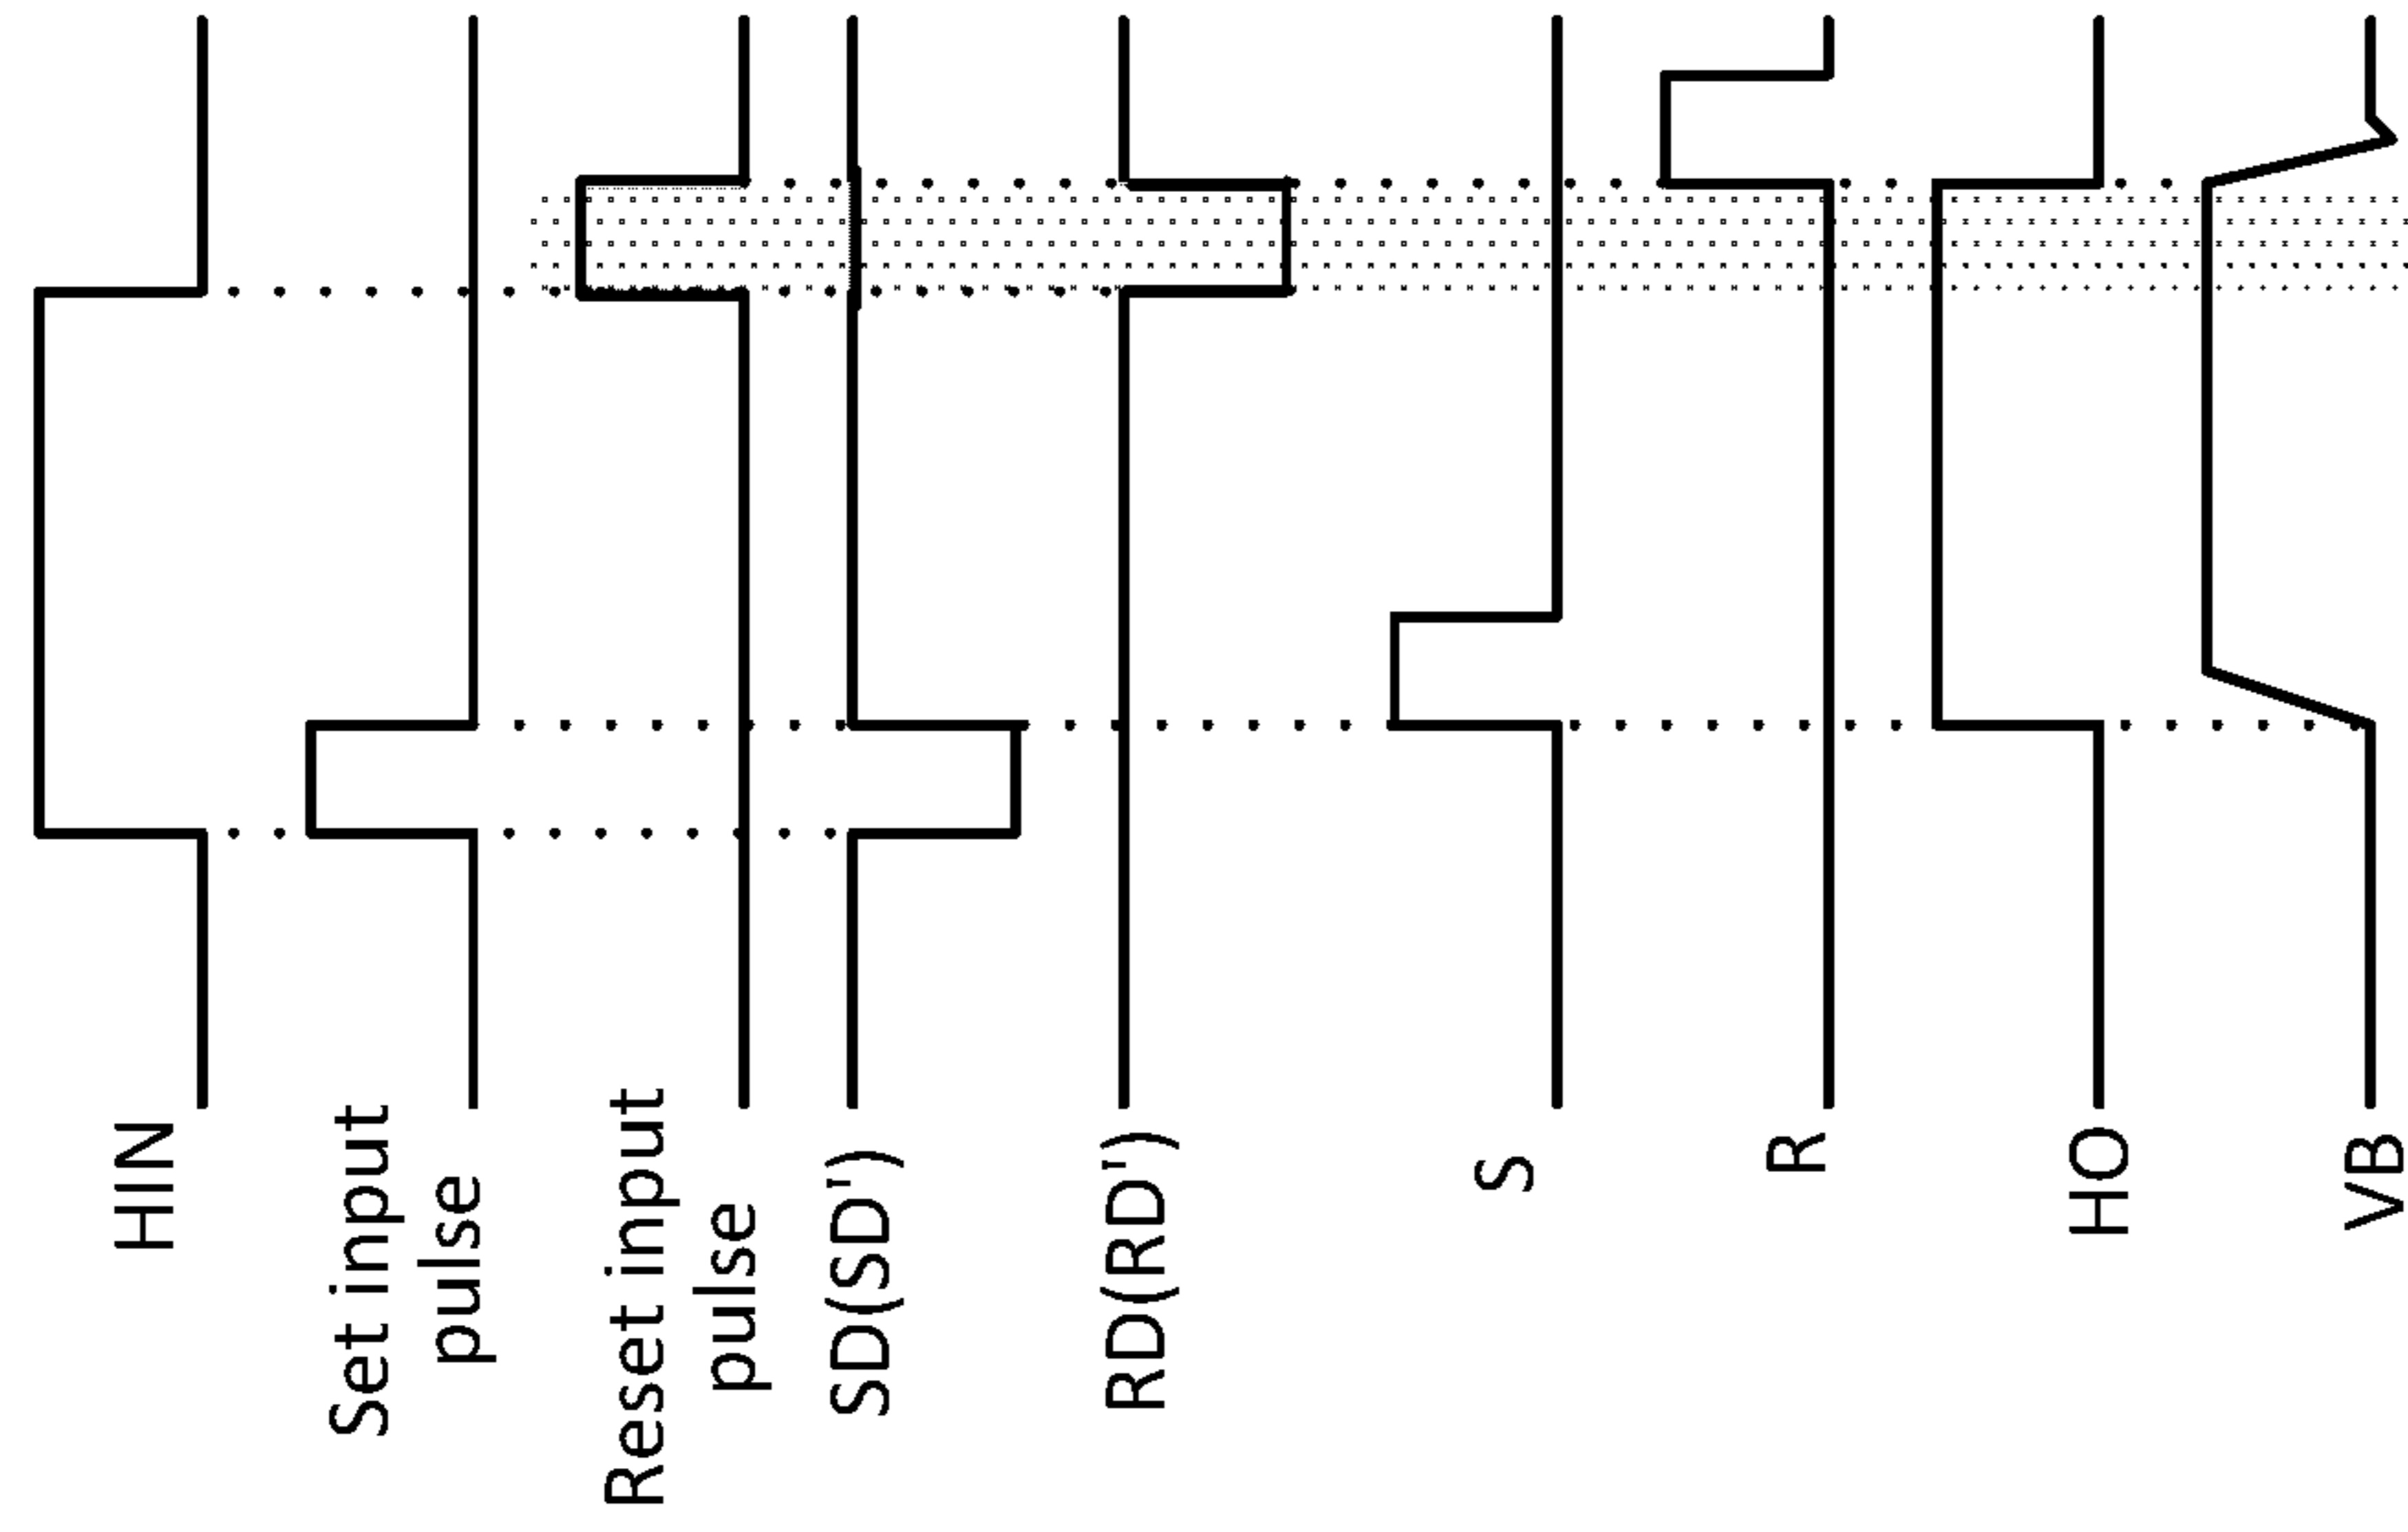 HIN
Set input
pulse
Reset input
pulse
SD(SD')
RD(RD')
S
R
HO
VB